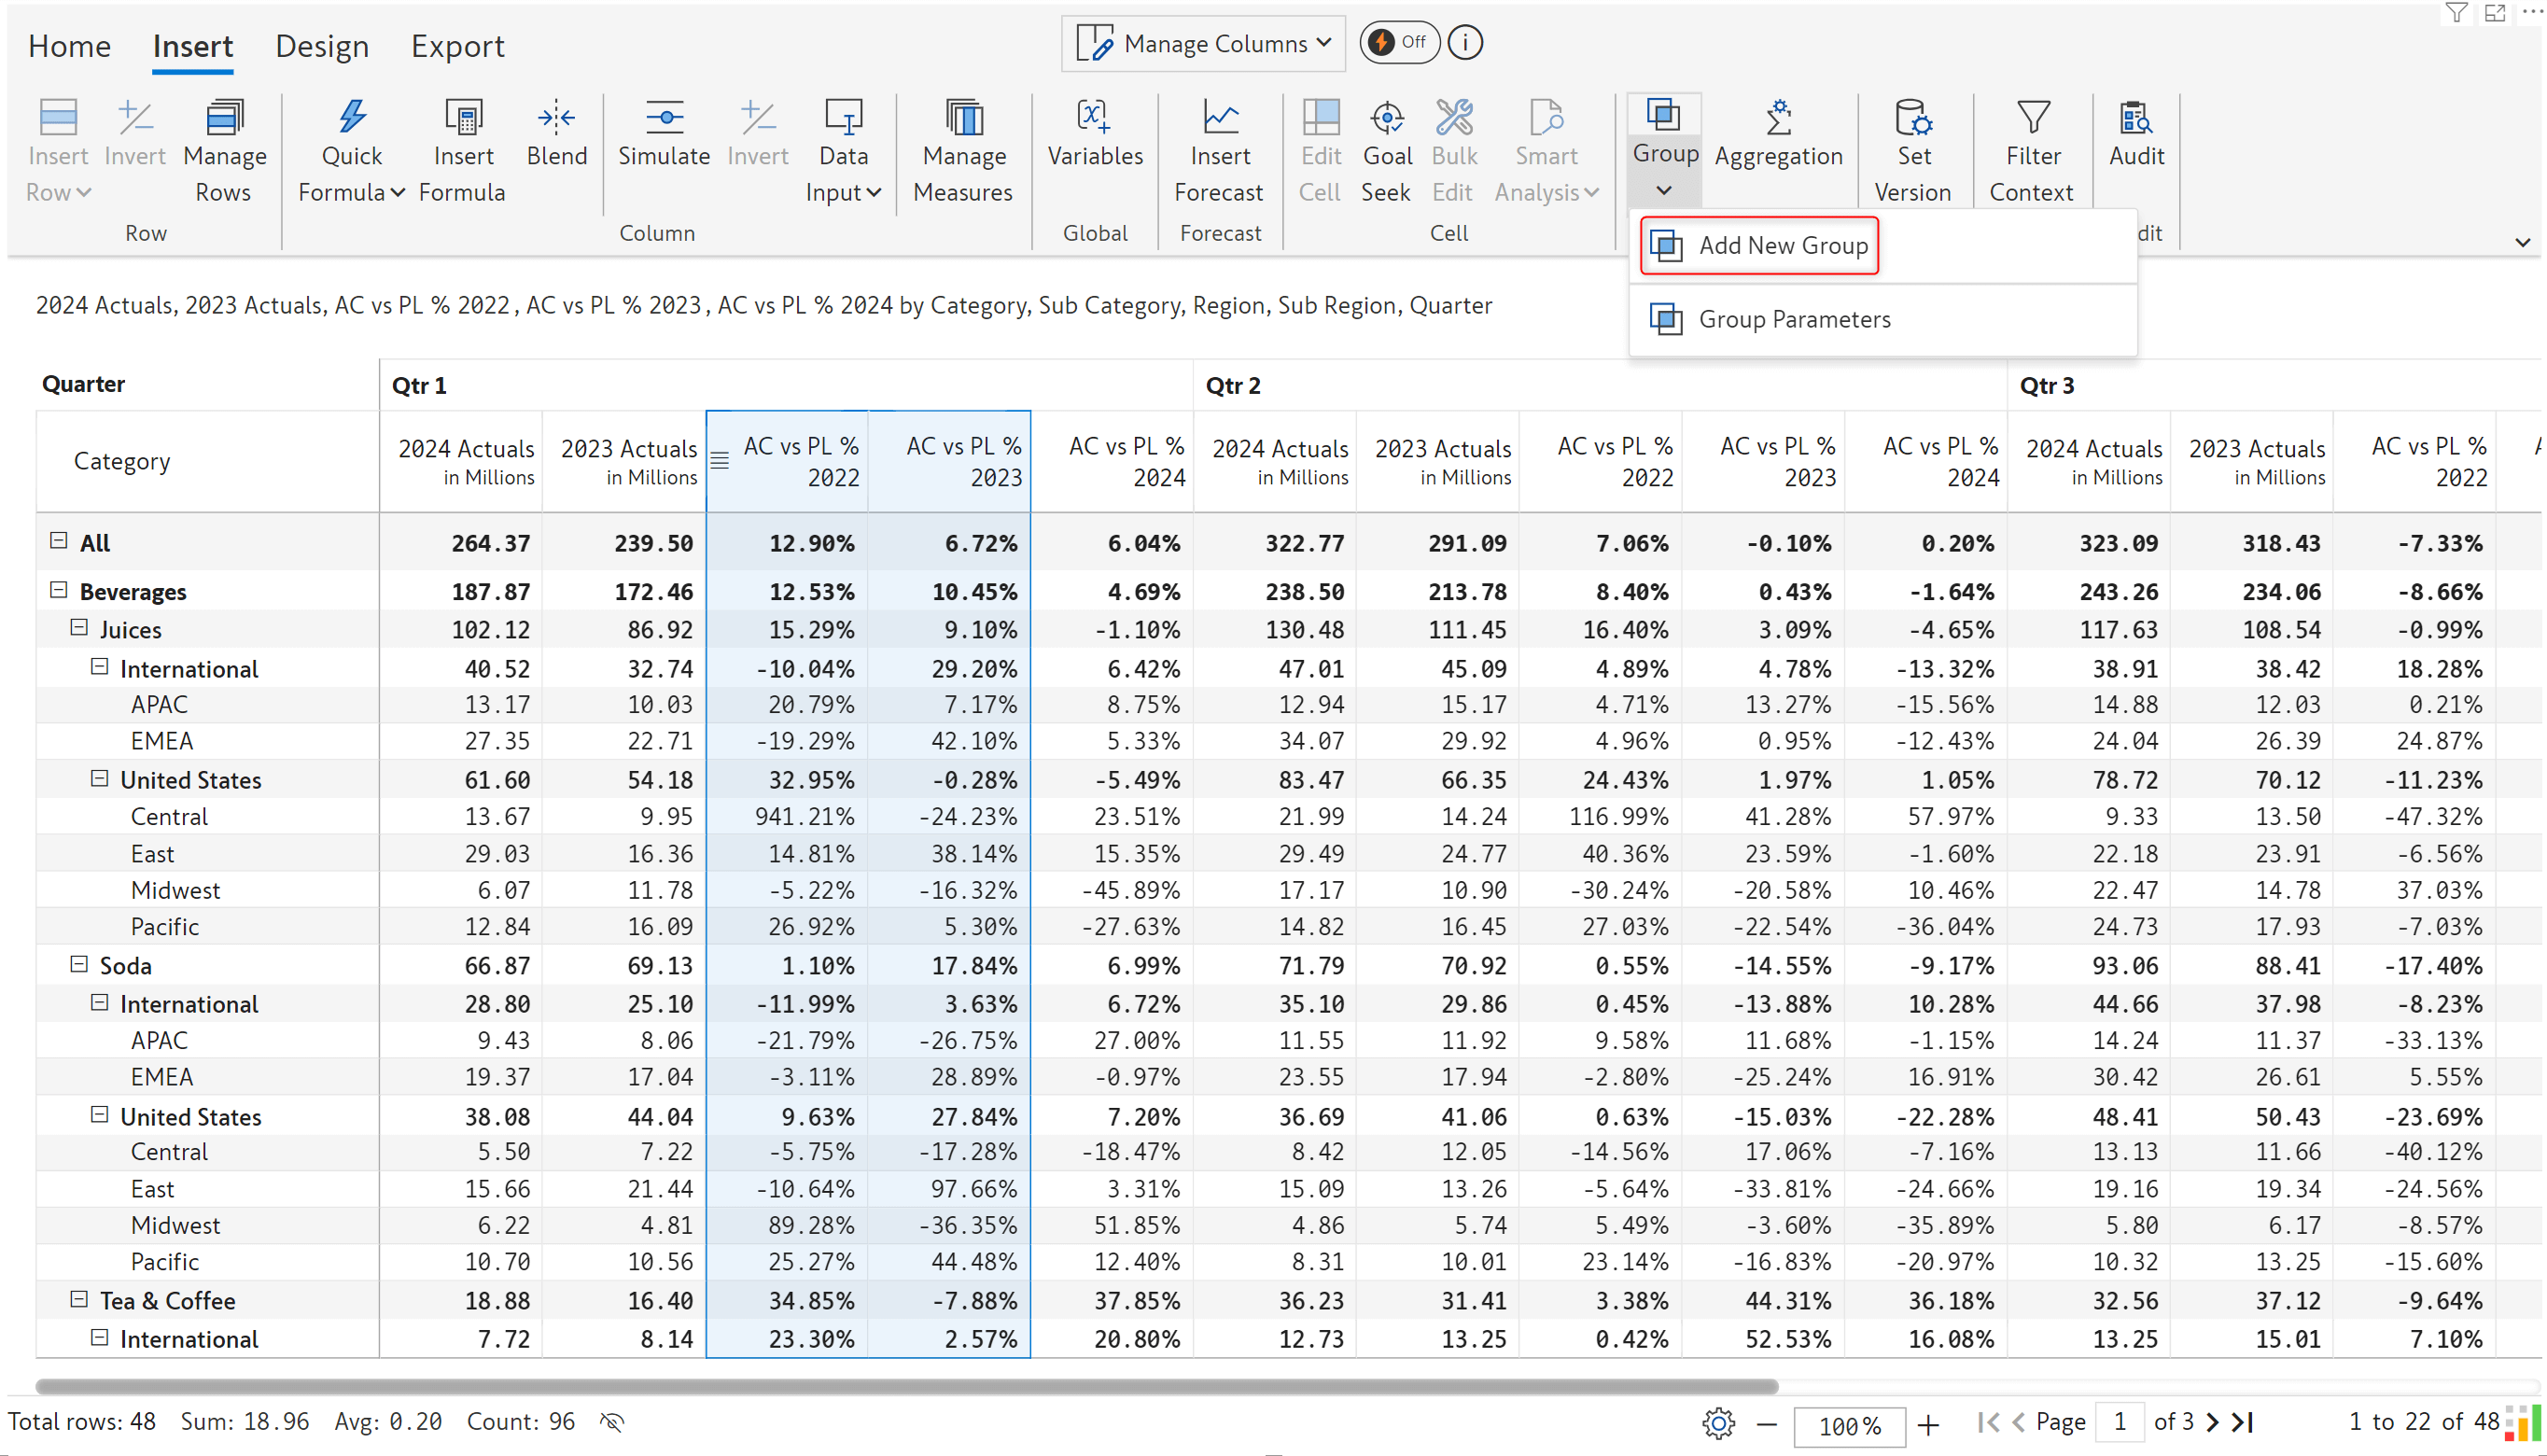 Home Insert Design Export Manage Columns Off i
Insert Row Invert Manage Rows Quick Formula Insert Formula Blend Simulate Invert Data Input Manage Measures Variables Insert Forecast Edit Cell Goal Seek Bulk Edit Smart Analysis Group Aggregation Set Version Filter Context Audit
Row Column Global Forecast Cell dit
Add New Group
Group Parameters
2024 Actuals, 2023 Actuals, AC vs PL % 2022, AC vs PL % 2023, AC vs PL % 2024 by Category, Sub Category, Region, Sub Region, Quarter
Quarter Qtr 1 Qtr 2 Qtr 3
Category 2024 Actuals in Millions 2023 Actuals in Millions AC vs PL % 2022 AC vs PL % 2023 AC vs PL % 2024 2024 Actuals in Millions 2023 Actuals in Millions AC vs PL % 2022 AC vs PL % 2023 AC vs PL % 2024 2024 Actuals in Millions 2023 Actuals in Millions AC vs PL % 2022
All 264.37 239.50 12.90% 6.72% 6.04% 322.77 291.09 7.06% -0.10% 0.20% 323.09 318.43 -7.33%
Beverages 187.87 172.46 12.53% 10.45% 4.69% 238.50 213.78 8.40% 0.43% -1.64% 243.26 234.06 -8.66%
Juices 102.12 86.92 15.29% 9.10% -1.10% 130.48 111.45 16.40% 3.09% -4.65% 117.63 108.54 -0.99%
International 40.52 32.74 -10.04% 29.20% 6.42% 47.01 45.09 4.89% 4.78% -13.32% 38.91 38.42 18.28%
APAC 13.17 10.03 20.79% 7.17% 8.75% 12.94 15.17 4.71% 13.27% -15.56% 14.88 12.03 0.21%
EMEA 27.35 22.71 -19.29% 42.10% 5.33% 34.07 29.92 4.96% 0.95% -12.43% 24.04 26.39 24.87%
United States 61.60 54.18 32.95% -0.28% -5.49% 83.47 66.35 24.43% 1.97% 1.05% 78.72 70.12 -11.23%
Central 13.67 9.95 941.21% -24.23% 23.51% 21.99 14.24 116.99% 41.28% 57.97% 9.33 13.50 -47.32%
East 29.03 16.36 14.81% 38.14% 15.35% 29.49 24.77 40.36% 23.59% -1.60% 22.18 23.91 -6.56%
Midwest 6.07 11.78 -5.22% -16.32% -45.89% 17.17 10.90 -30.24% -20.58% 10.46% 22.47 14.78 37.03%
Pacific 12.84 16.09 26.92% 5.30% -27.63% 14.82 16.45 27.03% -22.54% -36.04% 24.73 17.93 -7.03%
Soda 66.87 69.13 1.10% 17.84% 6.99% 71.79 70.92 0.55% -14.55% -9.17% 93.06 88.41 -17.40%
International 28.80 25.10 -11.99% 3.63% 6.72% 35.10 29.86 0.45% -13.88% 10.28% 44.66 37.98 -8.23%
APAC 9.43 8.06 -21.79% -26.75% 27.00% 11.55 11.92 9.58% 11.68% -1.15% 14.24 11.37 -33.13%
EMEA 19.37 17.04 -3.11% 28.89% -0.97% 23.55 17.94 -2.80% -25.24% 16.91% 30.42 26.61 5.55%
United States 38.08 44.04 9.63% 27.84% 7.20% 36.69 41.06 0.63% -15.03% -22.28% 48.41 50.43 -23.69%
Central 5.50 7.22 -5.75% -17.28% -18.47% 8.42 12.05 -14.56% 17.06% -7.16% 13.13 11.66 -40.12%
East 15.66 21.44 -10.64% 97.66% 3.31% 15.09 13.26 -5.64% -33.81% -24.66% 19.16 19.34 -24.56%
Midwest 6.22 4.81 89.28% -36.35% 51.85% 4.86 5.74 5.49% -3.60% -35.89% 5.80 6.17 -8.57%
Pacific 10.70 10.56 25.27% 44.48% 12.40% 8.31 10.01 23.14% -16.83% -20.97% 10.32 13.25 -15.60%
Tea & Coffee 18.88 16.40 34.85% -7.88% 37.85% 36.23 31.41 3.38% 44.31% 36.18% 32.56 37.12 -9.64%
International 7.72 8.14 23.30% 2.57% 20.80% 12.73 13.25 0.42% 52.53% 16.08% 13.25 15.01 7.10%
Total rows: 48 Sum: 18.96 Avg: 0.20 Count: 96 100% Page 1 of 3 1 to 22 of 48